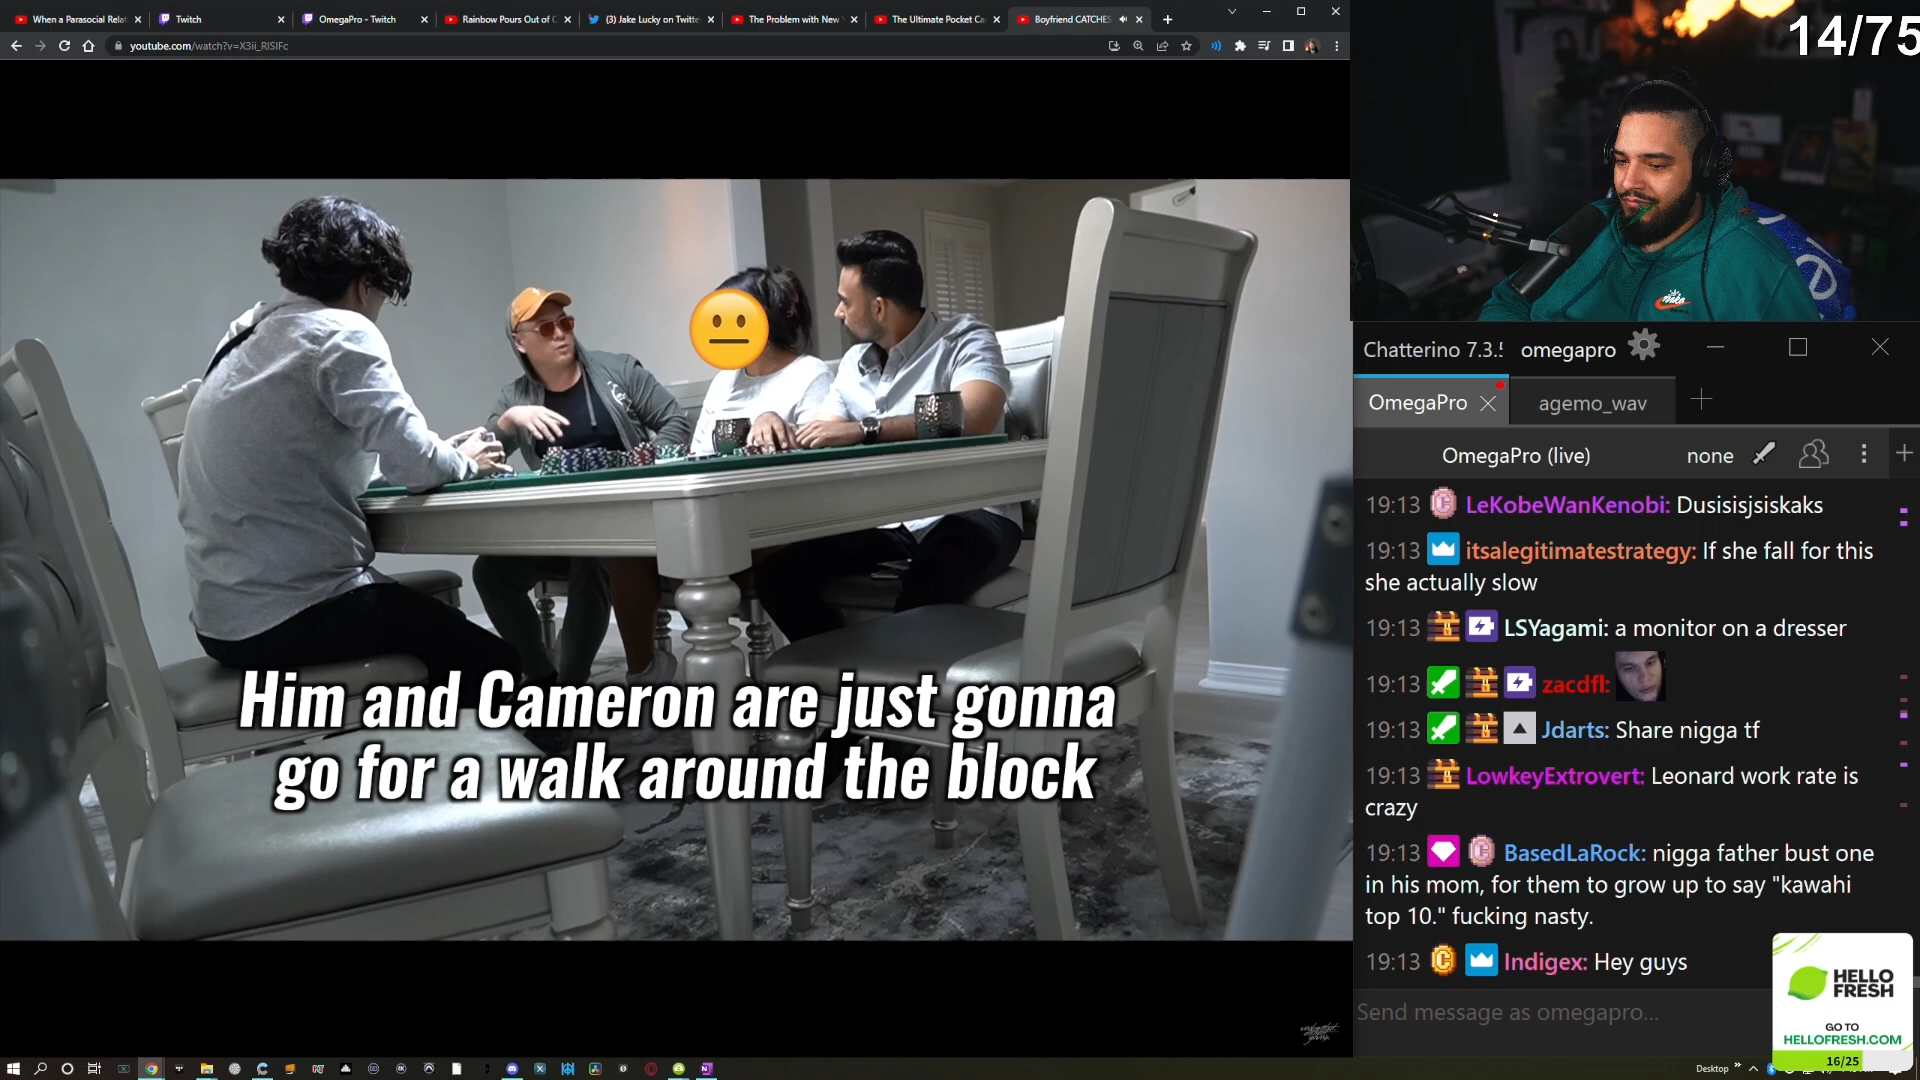 When a Parasocial Relat
Twitch
OmegaPro - Twitch
Rainbow Pours Out of C
(3) Jake Lucky on Twitte
The Problem with New
The Ultimate Pocket Ca
Boyfriend CATCHES
youtube.com/watch?v=X3ii_RlSIFc
14/75
Him and Cameron are just gonna
go for a walk around the block
Chatterino 7.3.5 omegapro
OmegaPro
agemo_wav
OmegaPro (live) none
19:13 LeKobeWanKenobi: Dusisisjsiskaks
19:13 itsalegitimatestrategy: If she fall for this
she actually slow
19:13 LSYagami: a monitor on a dresser
19:13 zacdfl:
19:13 Jdarts: Share nigga tf
19:13 LowkeyExtrovert: Leonard work rate is
crazy
19:13 BasedLaRock: nigga father bust one
in his mom, for them to grow up to say "kawahi
top 10." fucking nasty.
19:13 Indigex: Hey guys
Send message as omegapro...
HELLO
FRESH
GO TO
HELLOFRESH.COM
16/25
Desktop